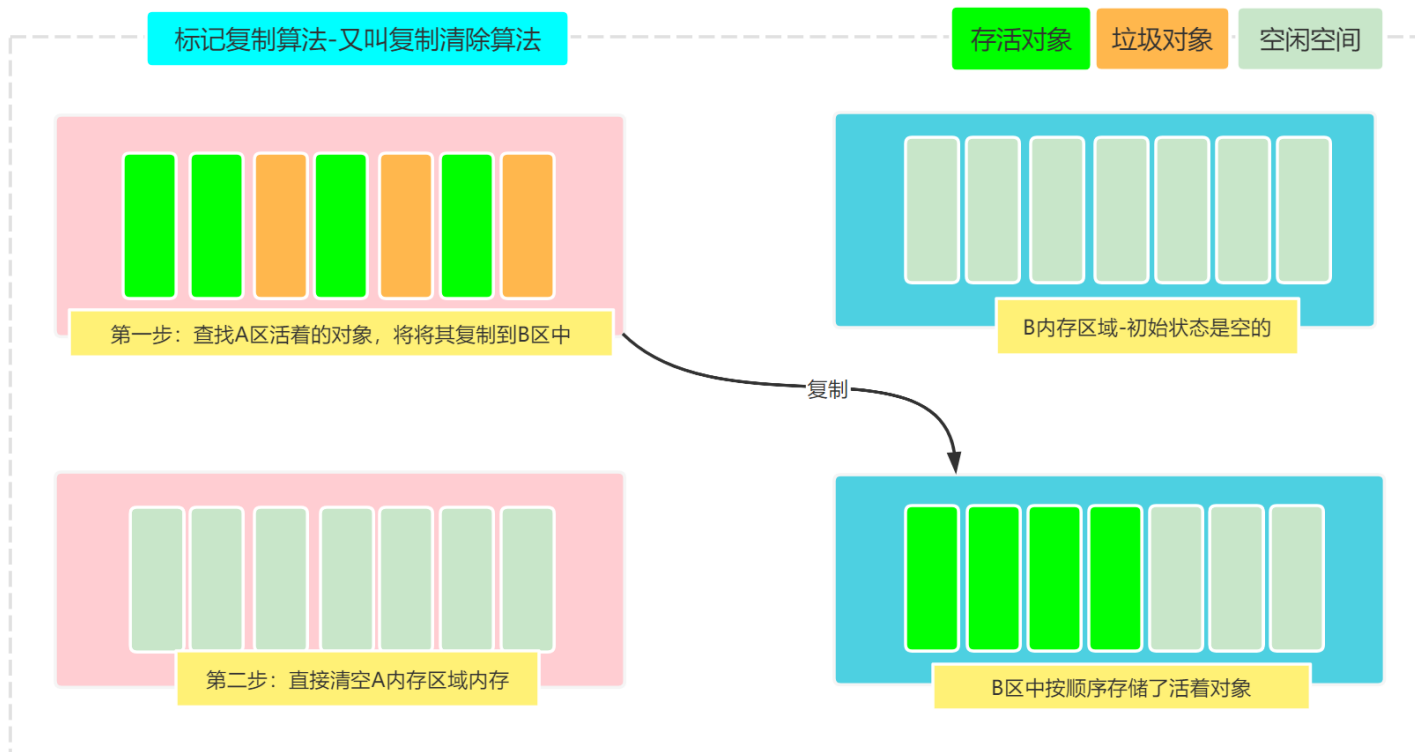 标记复制算法-又叫复制清除算法
存活对象
垃圾对象
空闲空间
第一步：查找A区活着的对象，将将其复制到B区中
B内存区域-初始状态是空的
复制
第二步：直接清空A内存区域内存
B区中按顺序存储了活着对象